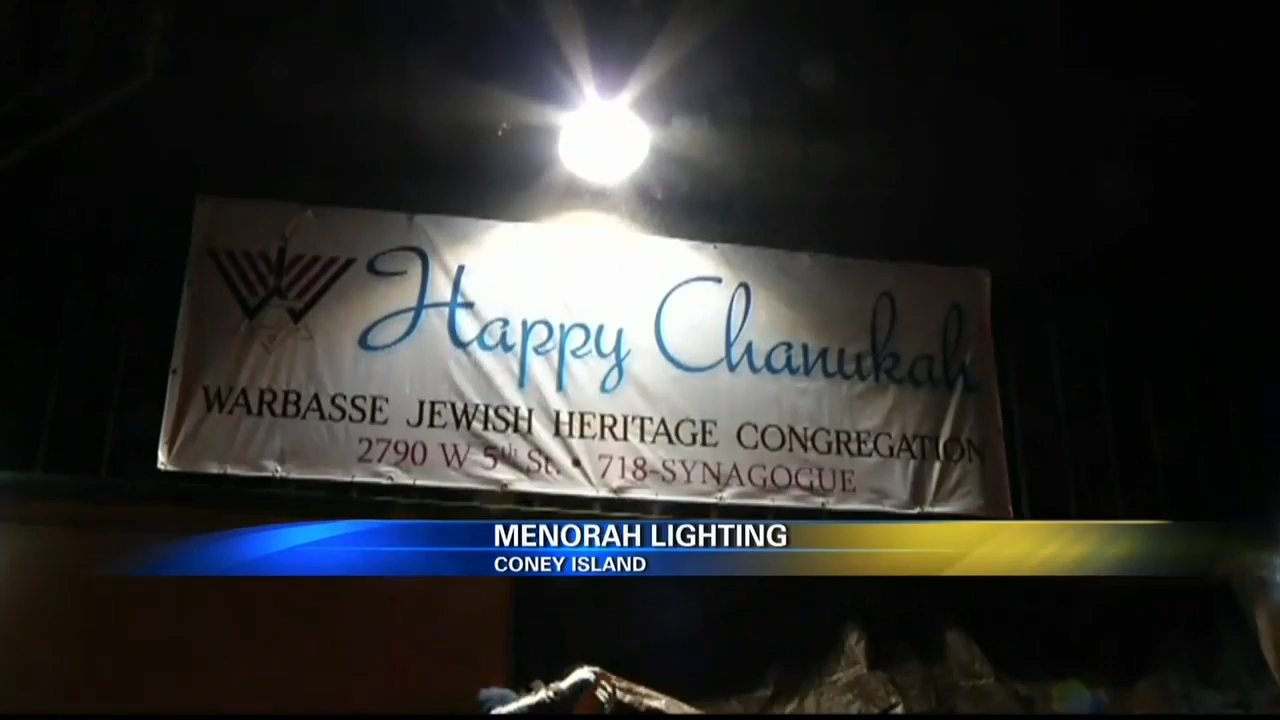 Happy Chanukah
WARBASSE JEWISH HERITAGE CONGREGATION
2790 W 5th St. • 718-SYNAGOGUE
MENORAH LIGHTING
CONEY ISLAND